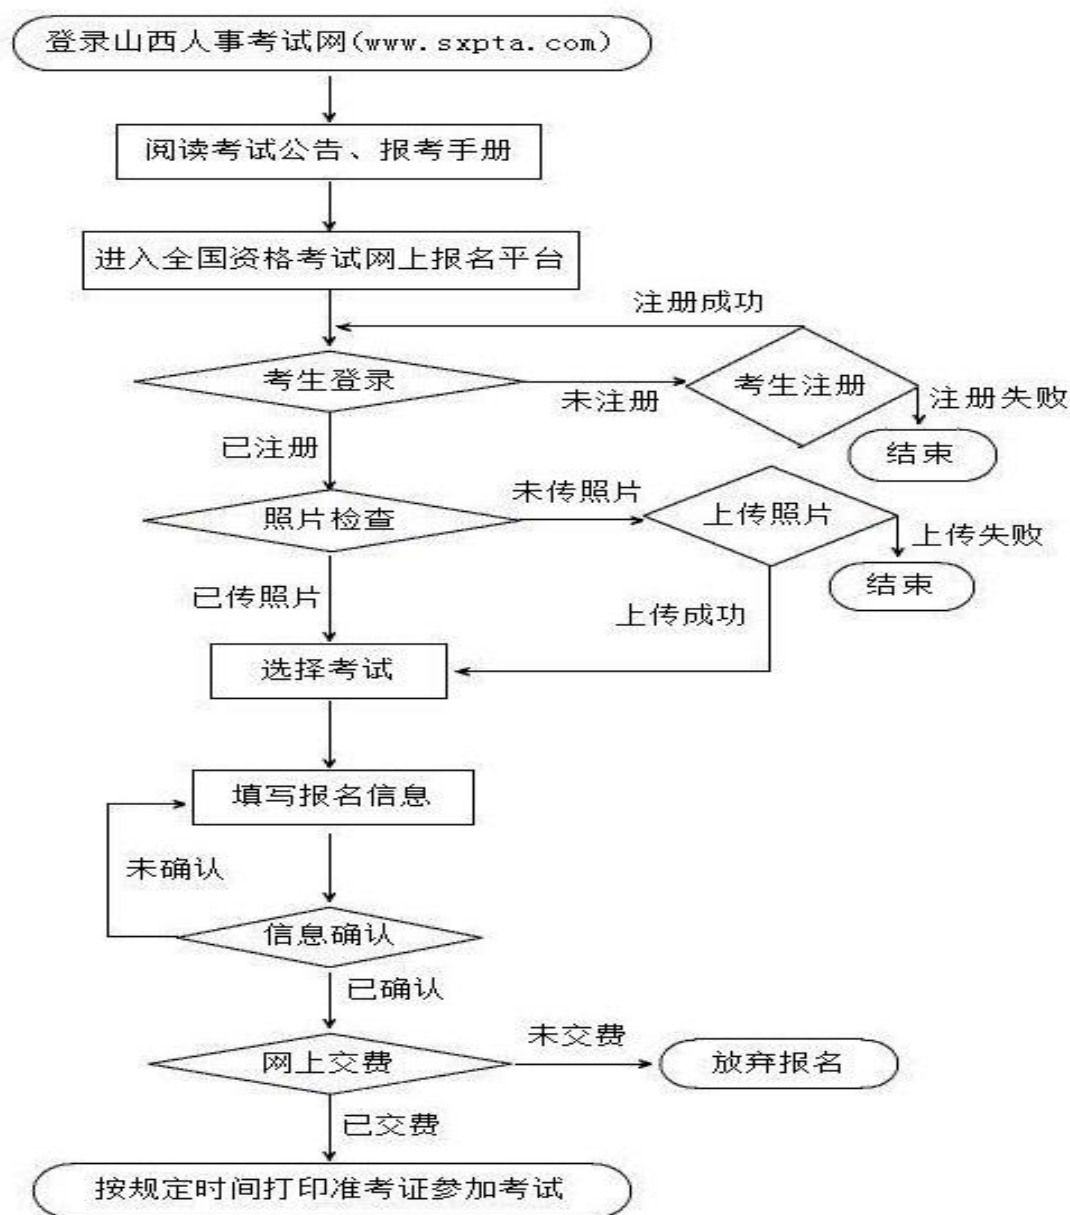 登录山西人事考试网(www.sxpta.com)
阅读考试公告、报考手册
进入全国资格考试网上报名平台
注册成功
考生登录
未注册
考生注册
注册失败
结束
已注册
照片检查
未传照片
上传照片
上传失败
结束
已传照片
上传成功
选择考试
填写报名信息
未确认
信息确认
已确认
网上交费
未交费
放弃报名
已交费
按规定时间打印准考证参加考试